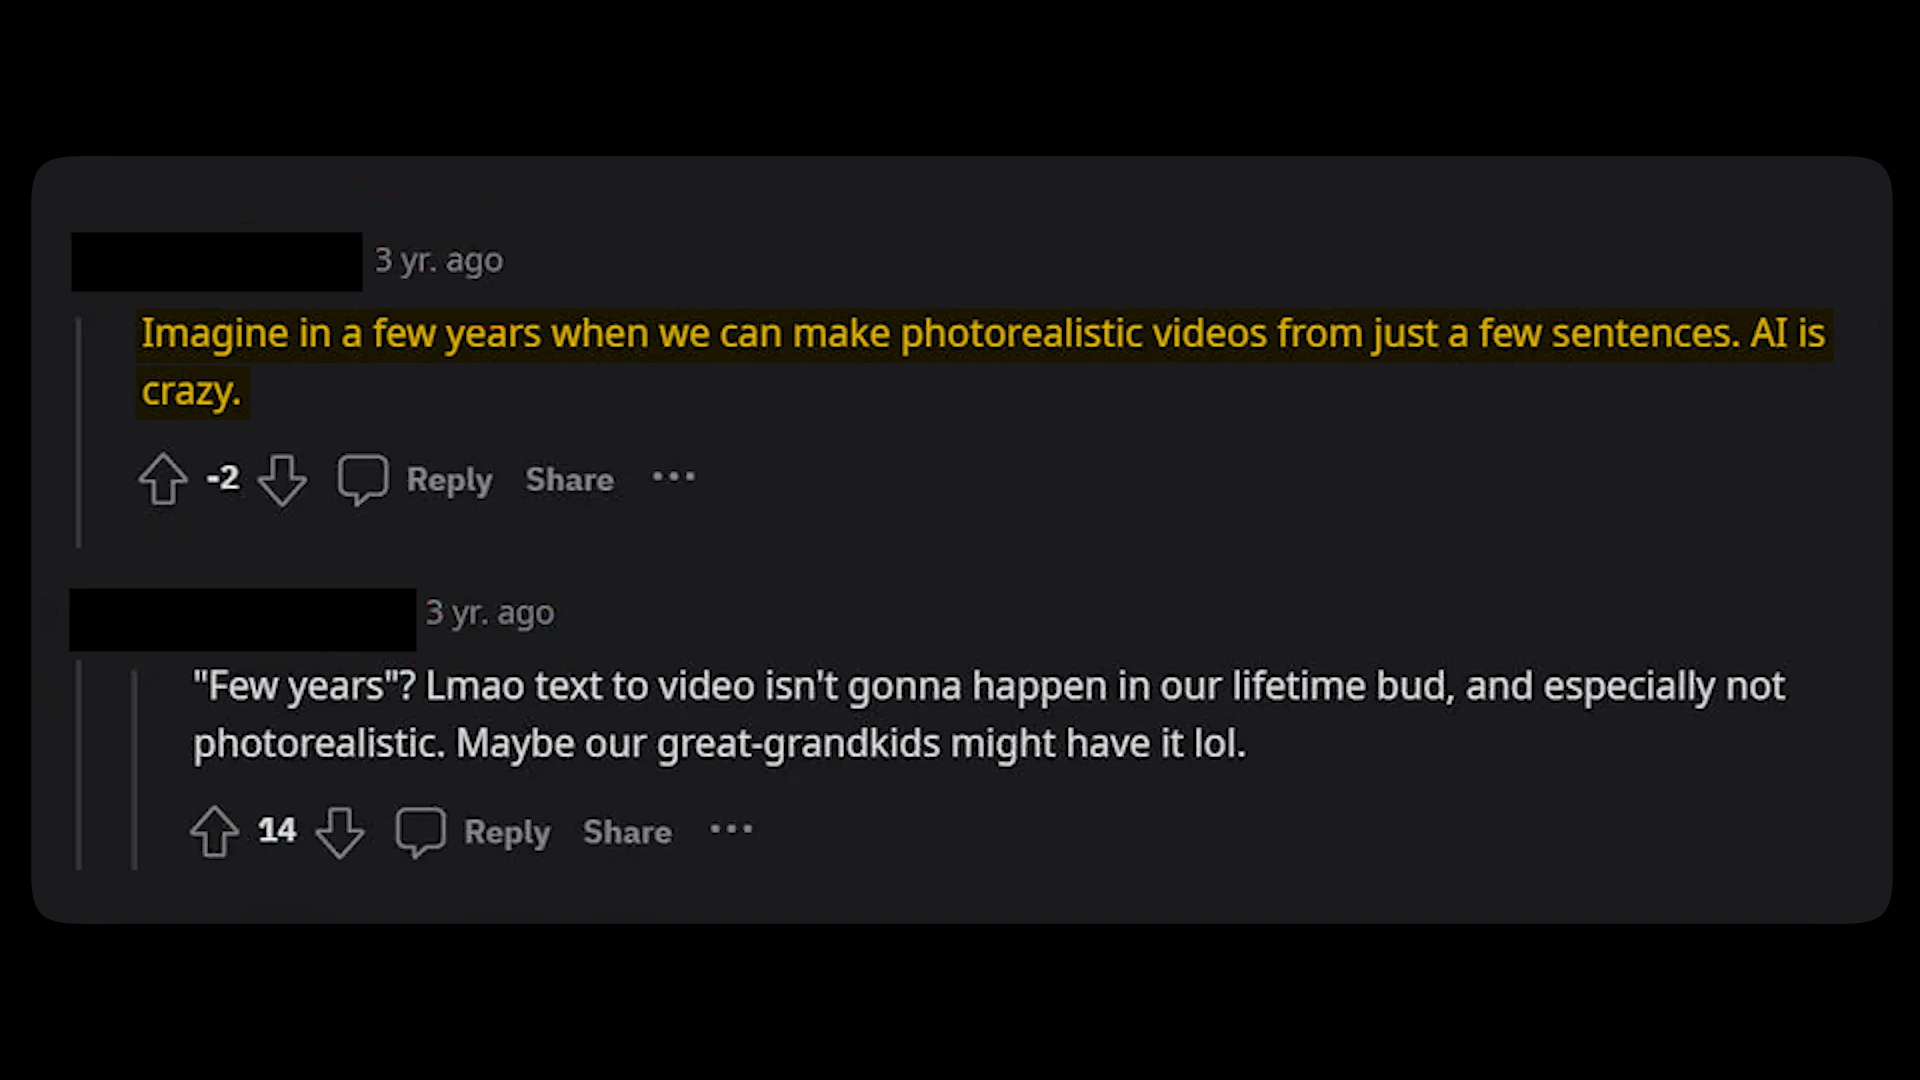 3 yr. ago
Imagine in a few years when we can make photorealistic videos from just a few sentences. AI is
crazy.
-2 Reply Share ...
3 yr. ago
"Few years"? Lmao text to video isn't gonna happen in our lifetime bud, and especially not
photorealistic. Maybe our great-grandkids might have it lol.
14 Reply Share ...